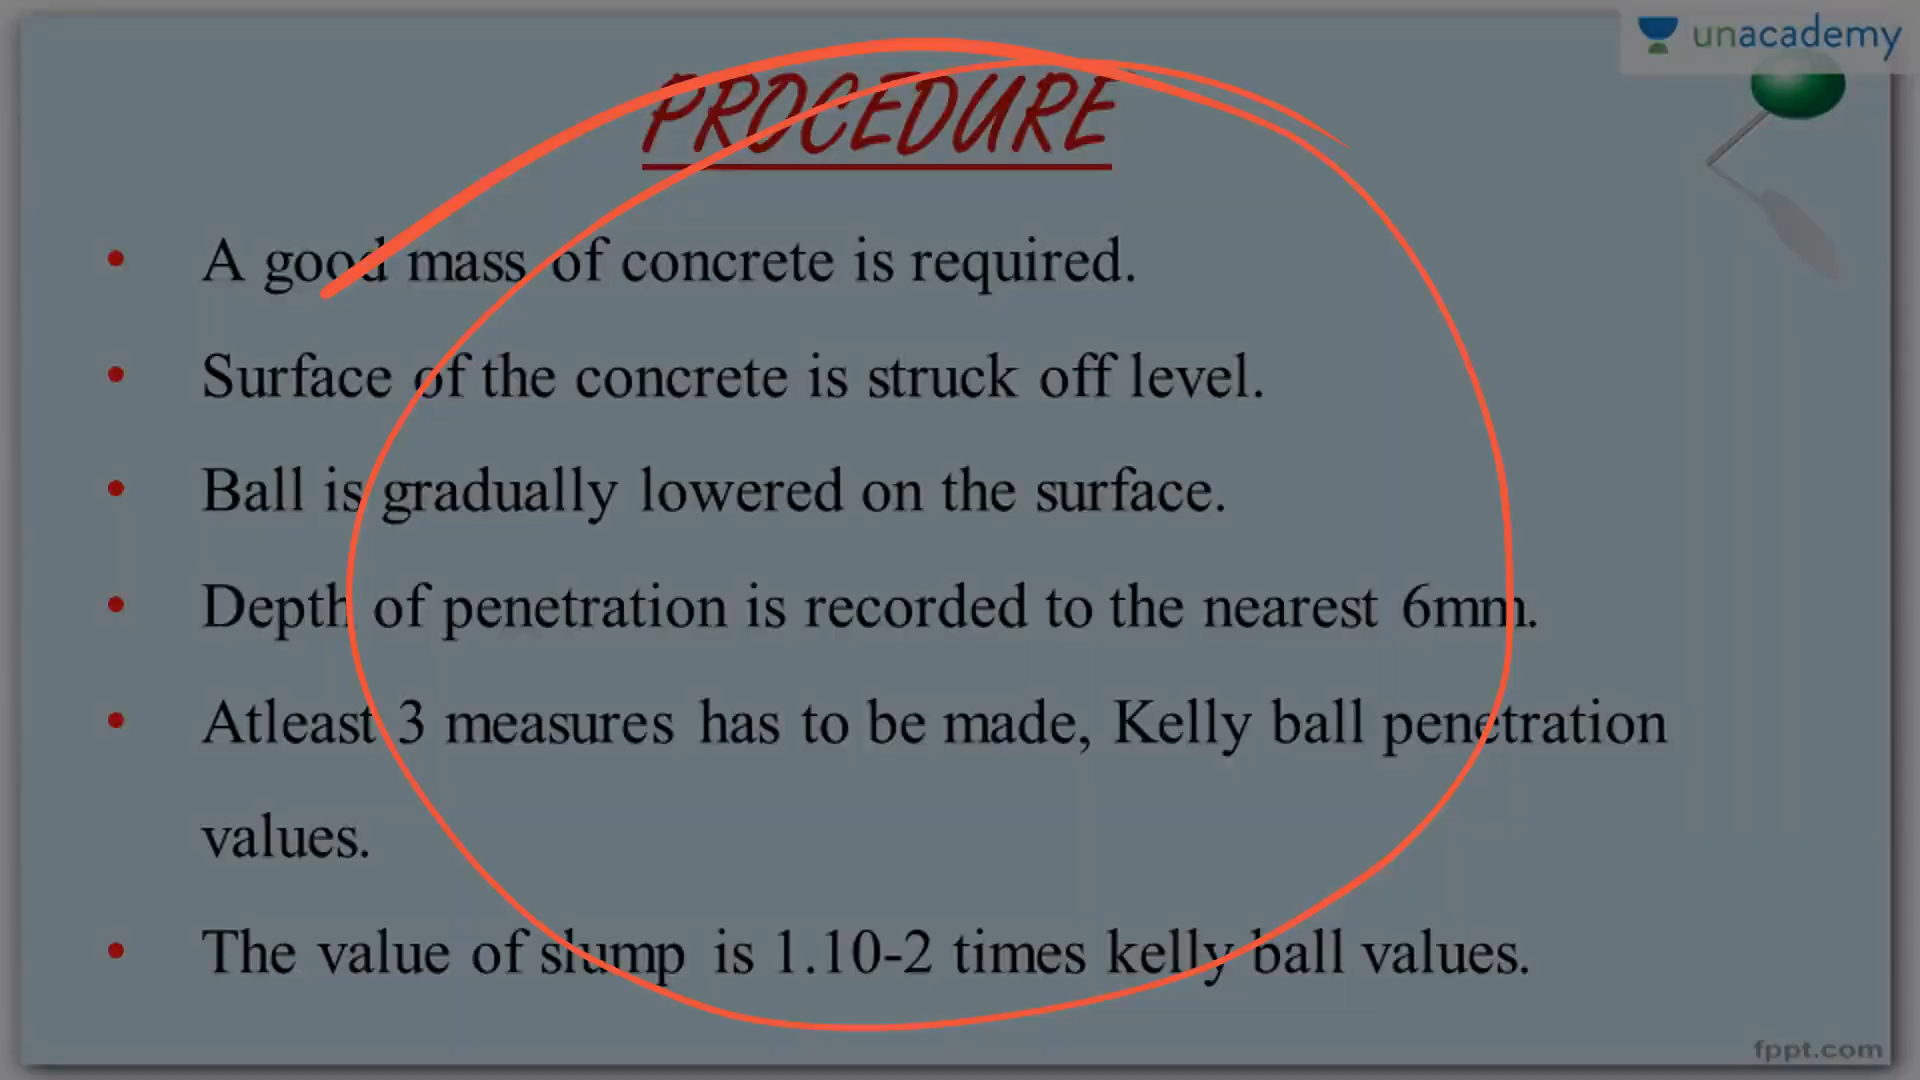 unacademy
PROCEDURE
• A good mass of concrete is required.
• Surface of the concrete is struck off level.
• Ball is gradually lowered on the surface.
• Depth of penetration is recorded to the nearest 6mm.
• Atleast 3 measures has to be made, Kelly ball penetration
values.
• The value of slump is 1.10-2 times kelly ball values.
fppt.com